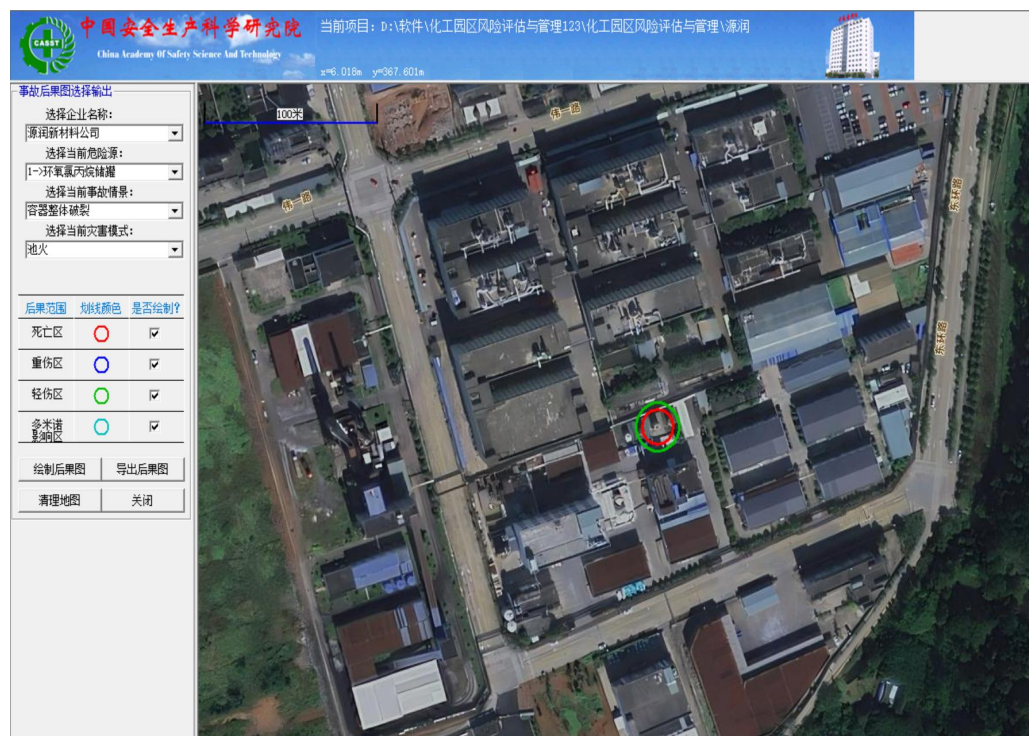 CASST
中国安全生产科学研究院
China Academy Of Safety Science And Technology
当前项目：D:\软件\化工园区风险评估与管理123\化工园区风险评估与管理\源润
x=6.018m y=367.601m
事故后果图选择输出
选择企业名称：
源润新材料公司
选择当前危险源：
1->环氧氯丙烷储罐
选择当前事故情景：
容器整体破裂
选择当前灾害模式：
池火
后果范围 划线颜色 是否绘制?
死亡区
重伤区
轻伤区
多米诺
影响区
绘制后果图 导出后果图
清理地图 关闭
100米
伟一路
伟一路
东环路
东环路